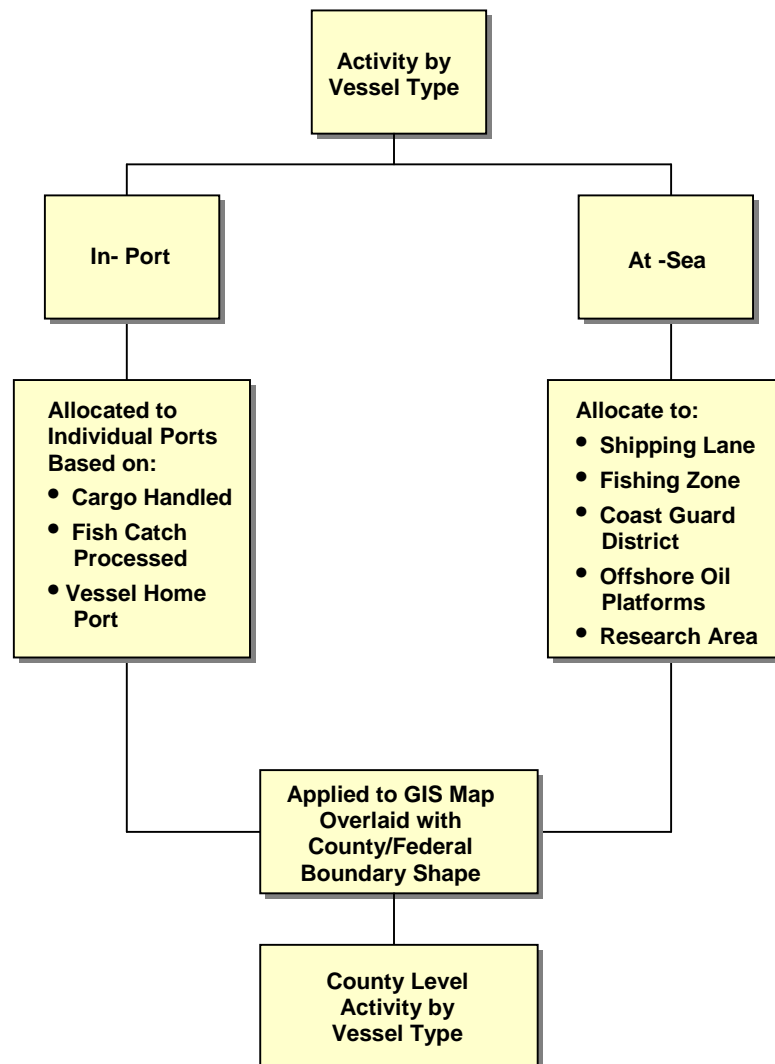 Activity by
Vessel Type
In- Port
At -Sea
Allocated to
Individual Ports
Based on:
• Cargo Handled
• Fish Catch
Processed
• Vessel Home
Port
Allocate to:
• Shipping Lane
• Fishing Zone
• Coast Guard
District
• Offshore Oil
Platforms
• Research Area
Applied to GIS Map
Overlaid with
County/Federal
Boundary Shape
County Level
Activity by
Vessel Type